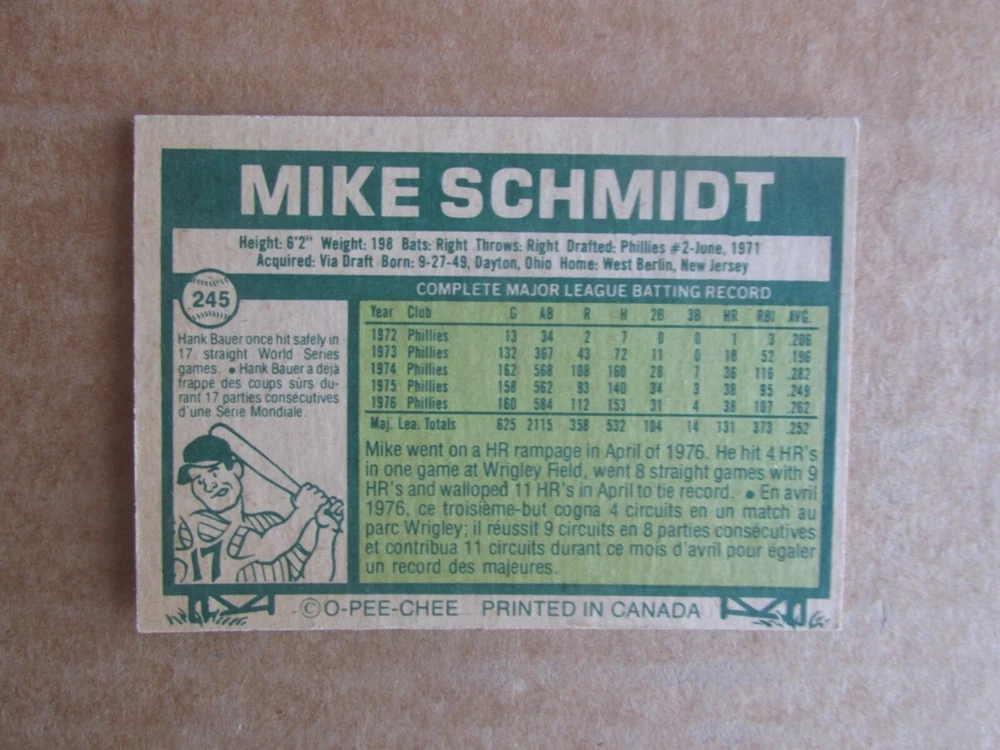 MIKE SCHMIDT
Height: 6'2" Weight: 198 Bats: Right Throws: Right Drafted: Phillies #2-June, 1971
Acquired: Via Draft Born: 9-27-49, Dayton, Ohio Home: West Berlin, New Jersey
245
COMPLETE MAJOR LEAGUE BATTING RECORD
Year Club G AB R H 2B 3B HR RBI AVG.
1972 Phillies 13 34 2 7 0 0 1 3 .206
1973 Phillies 132 367 43 72 11 0 18 52 .196
1974 Phillies 162 568 108 160 28 7 36 116 .282
1975 Phillies 158 562 93 140 34 3 38 95 .249
1976 Phillies 160 584 112 153 31 4 38 107 .262
Maj. Lea. Totals 625 2115 358 532 104 14 131 373 .252
Hank Bauer once hit safely in
17 straight World Series
games. • Hank Bauer a déjà
frappé des coups sûrs du-
rant 17 parties consécutives
d'une Série Mondiale.
17
Mike went on a HR rampage in April of 1976. He hit 4 HR's
in one game at Wrigley Field, went 8 straight games with 9
HR's and walloped 11 HR's in April to tie record. • En avril
1976, ce troisième-but cogna 4 circuits en un match au
parc Wrigley; il réussit 9 circuits en 8 parties consécutives
et contribua 11 circuits durant ce mois d'avril pour égaler
un record des majeures.
© O-PEE-CHEE PRINTED IN CANADA